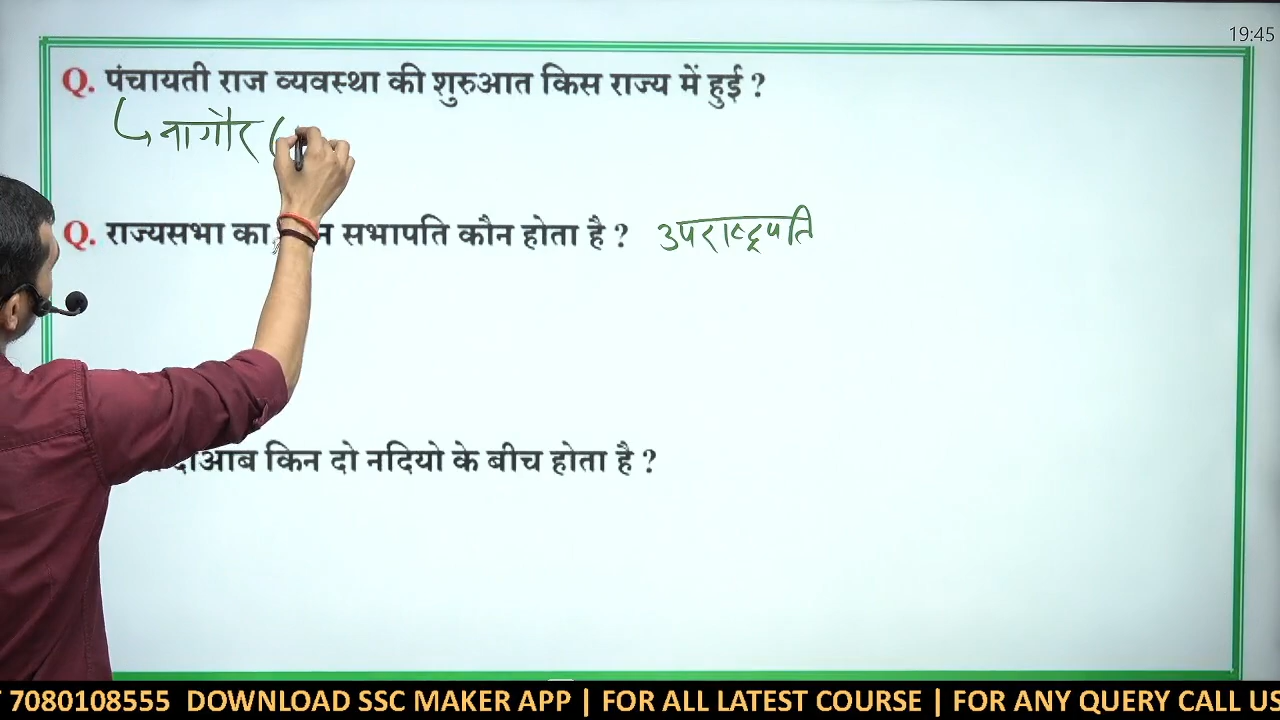 19:45
Q. पंचायती राज व्यवस्था की शुरुआत किस राज्य में हुई ?
नागौर (
Q. राज्यसभा का सभापति कौन होता है ? उपराष्ट्रपति
दोआब किन दो नदियो के बीच होता है ?
7080108555 DOWNLOAD SSC MAKER APP | FOR ALL LATEST COURSE | FOR ANY QUERY CALL US